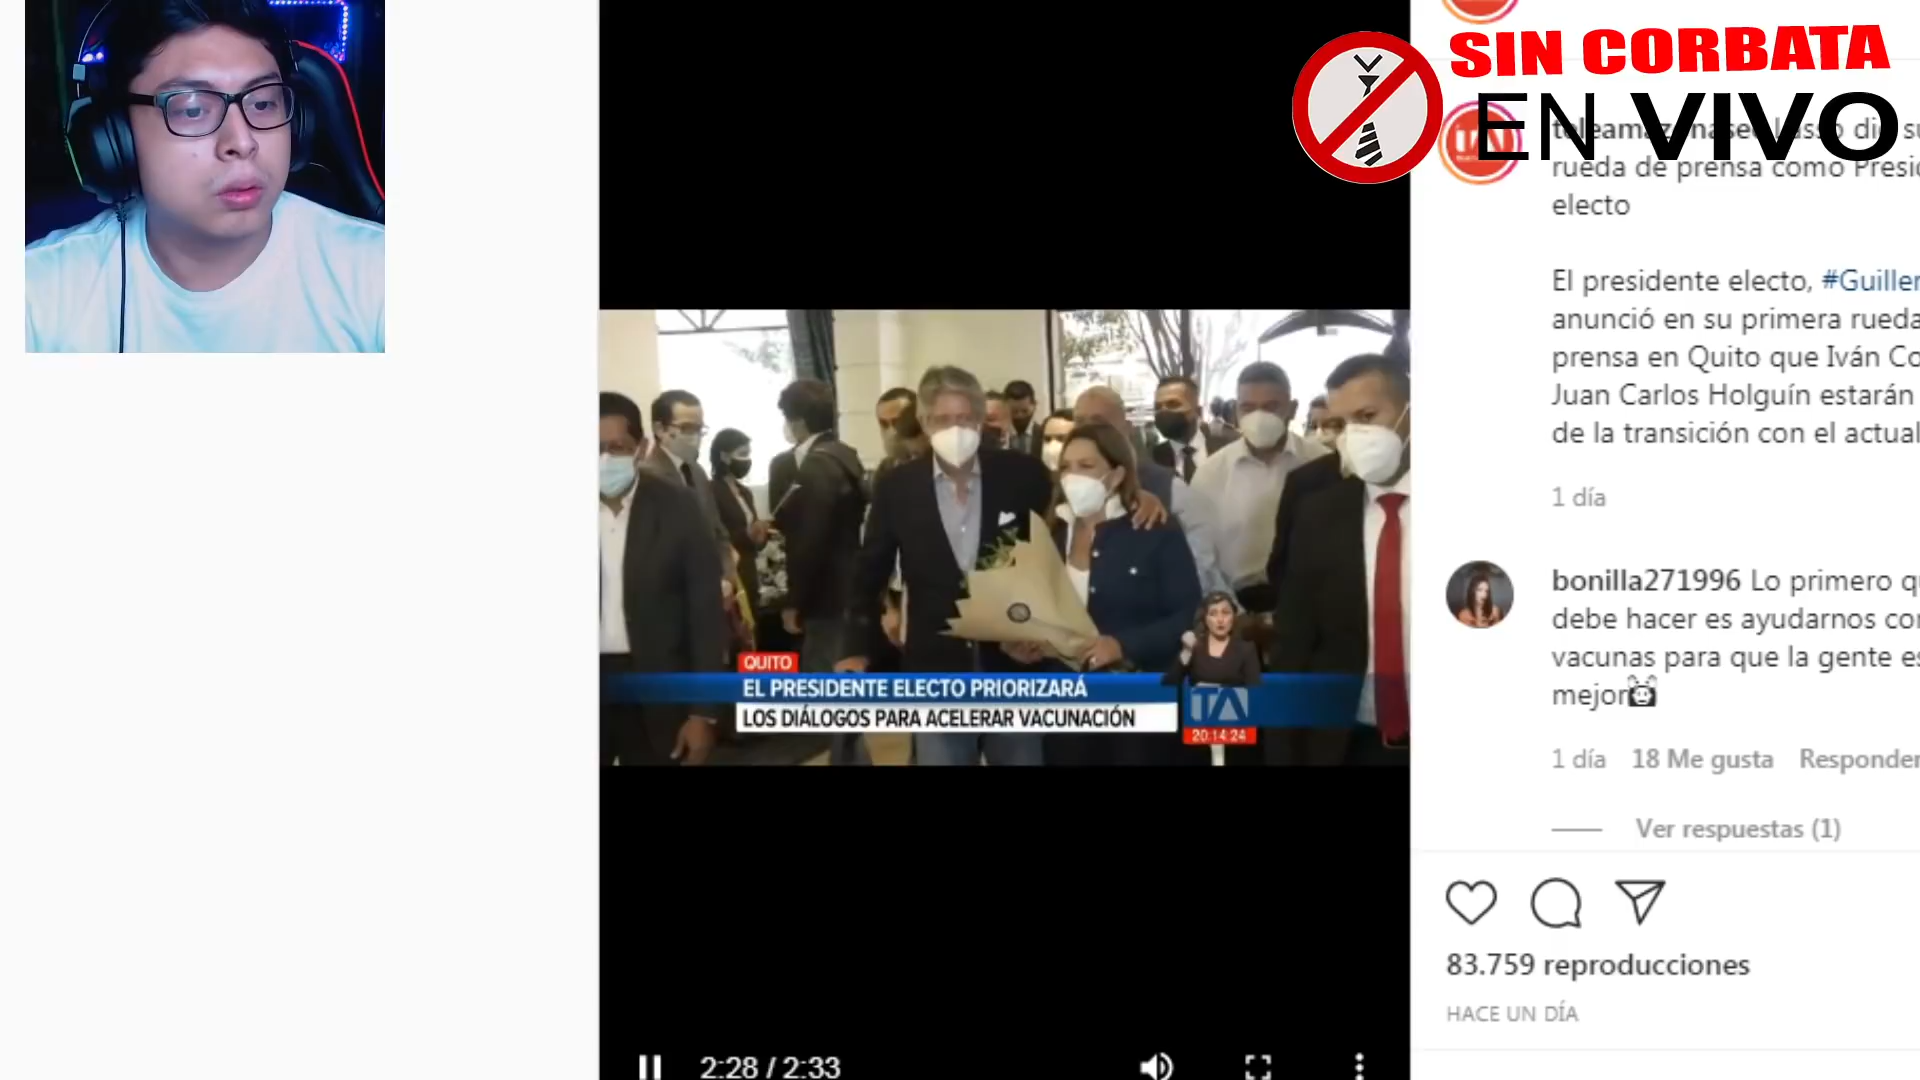 SIN CORBATA
EN VIVO
rueda de prensa como
electo
El presidente electo,
anunció en su primera rueda
prensa en Quito que Iván
Juan Carlos Holguín estarán
de la transición con el actual
1 día
bonilla271996 Lo primero
debe hacer es ayudarnos
vacunas para que la gente
mejor
1 día 18 Me gusta Responder
Ver respuestas (1)
83.759 reproducciones
HACE UN DÍA
QUITO
EL PRESIDENTE ELECTO PRIORIZARÁ
LOS DIÁLOGOS PARA ACELERAR VACUNACIÓN
TA
20:14:24
2:28 / 2:33